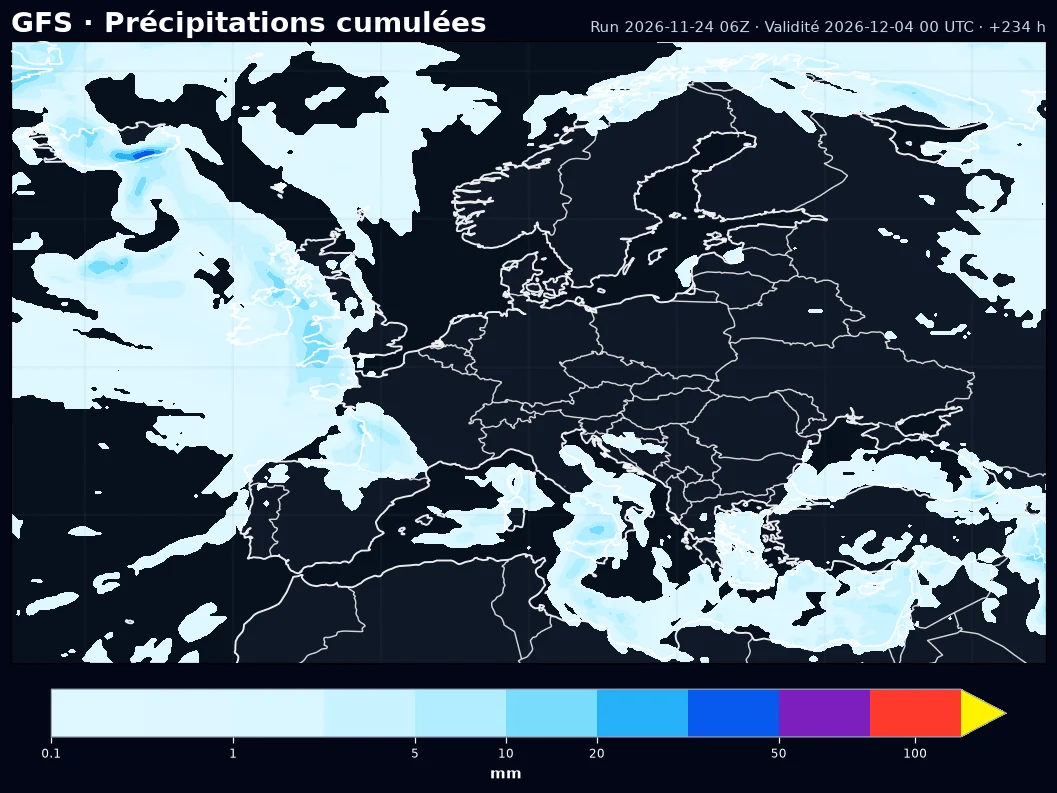 GFS · Précipitations cumulées
Run 2026-11-24 06Z · Validité 2026-12-04 00 UTC · +234 h
0.1 1 5 10 20 50 100
mm